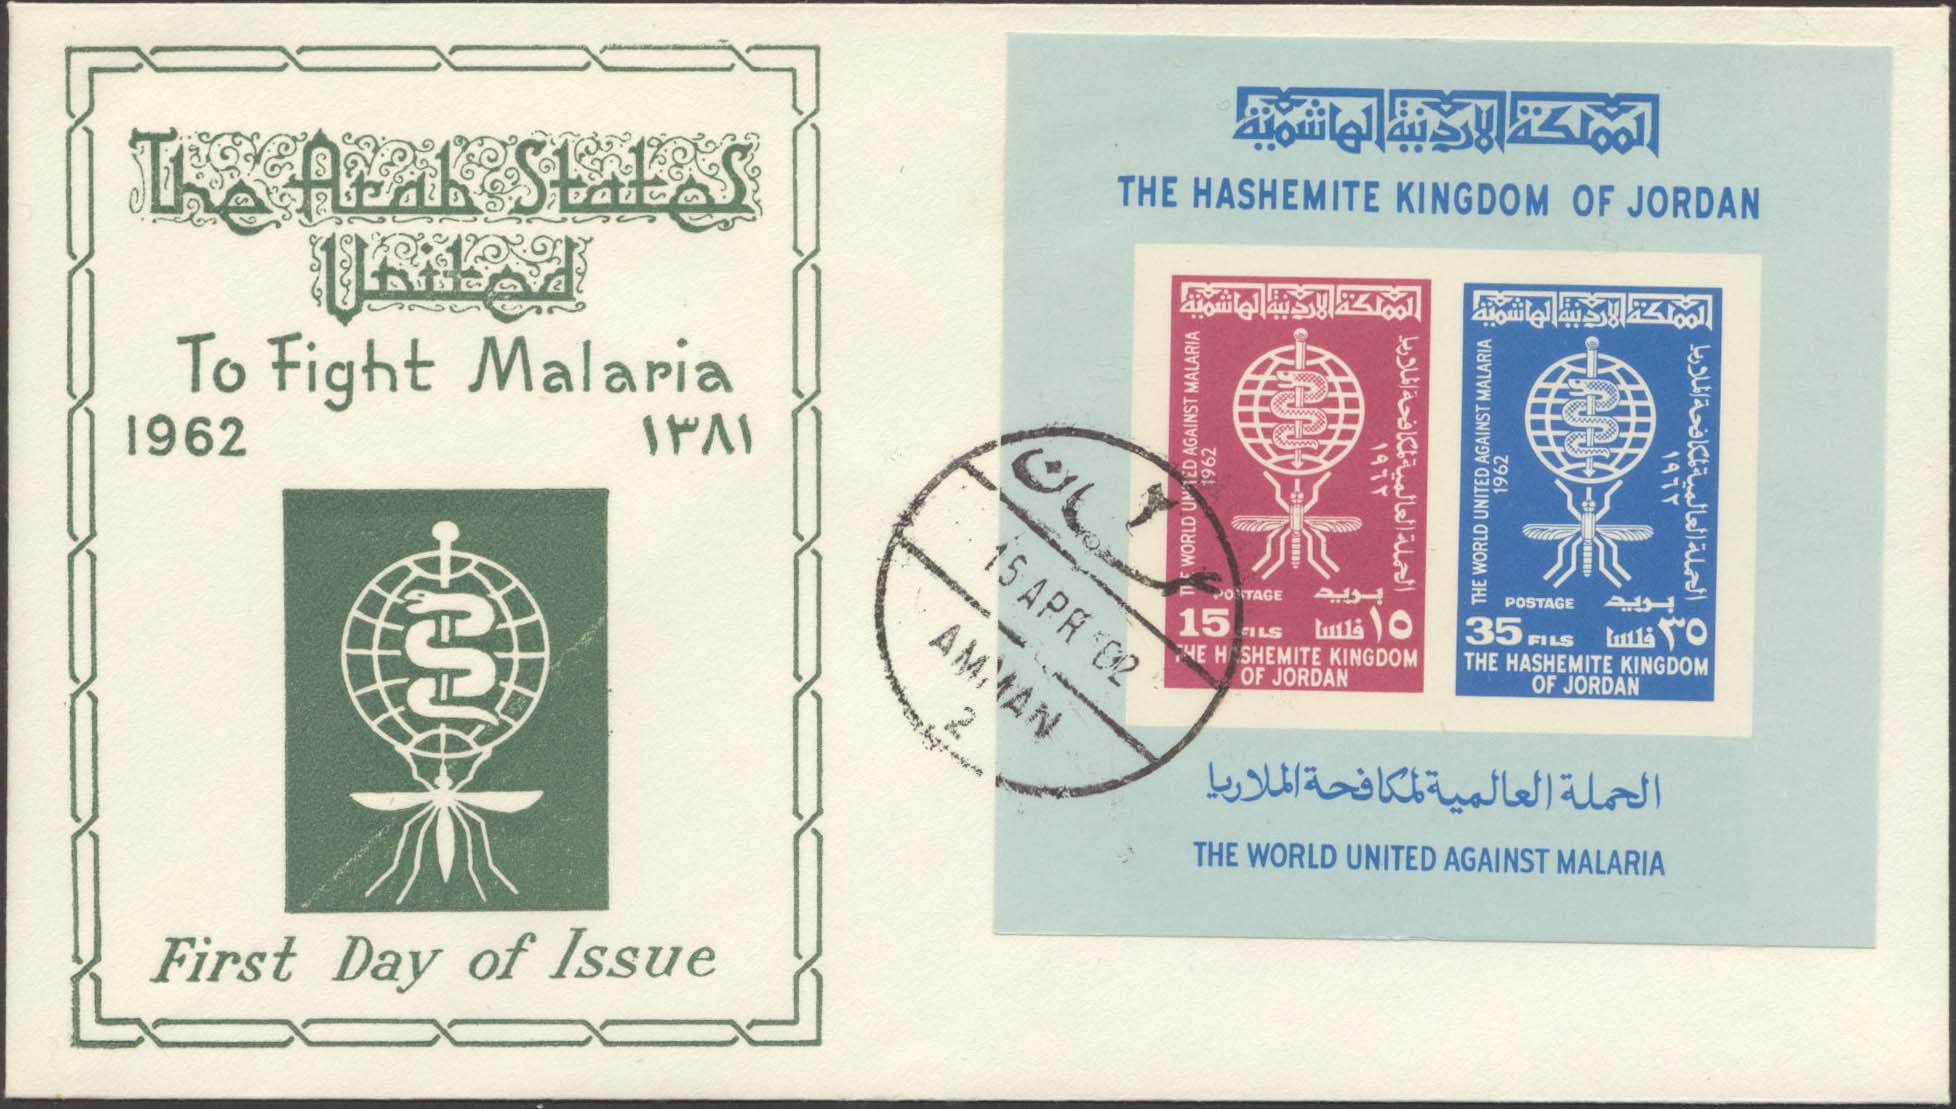 The Arab States
United
To Fight Malaria
1962 ١٣٨١
First Day of Issue
المملكة الاردنية الهاشمية
THE HASHEMITE KINGDOM OF JORDAN
المملكة الاردنية الهاشمية
THE WORLD UNITED AGAINST MALARIA
1962
الحملة العالمية لمكافحة الملاريا
١٩٦٢
POSTAGE بريد
15 FILS ١٥ فلسا
THE HASHEMITE KINGDOM
OF JORDAN
المملكة الاردنية الهاشمية
THE WORLD UNITED AGAINST MALARIA
1962
الحملة العالمية لمكافحة الملاريا
١٩٦٢
POSTAGE بريد
35 FILS ٣٥ فلسا
THE HASHEMITE KINGDOM
OF JORDAN
الحملة العالمية لمكافحة الملاريا
THE WORLD UNITED AGAINST MALARIA
عمان ٢
15 APR 62
AMMAN
2